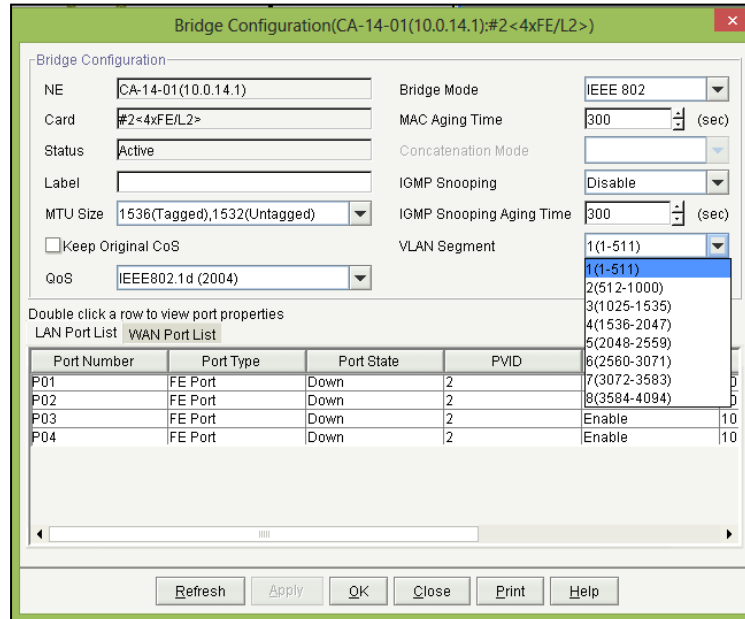 Bridge Configuration(CA-14-01(10.0.14.1):#2<4xFE/L2>)
Bridge Configuration
NE CA-14-01(10.0.14.1) Bridge Mode IEEE 802
Card #2<4xFE/L2> MAC Aging Time 300 (sec)
Status Active Concatenation Mode
Label IGMP Snooping Disable
MTU Size 1536(Tagged),1532(Untagged) IGMP Snooping Aging Time 300 (sec)
Keep Original CoS VLAN Segment 1(1-511)
QoS IEEE802.1d (2004)
1(1-511)
2(512-1000)
3(1025-1535)
4(1536-2047)
5(2048-2559)
6(2560-3071)
7(3072-3583)
8(3584-4094)
Double click a row to view port properties
LAN Port List WAN Port List
Port Number Port Type Port State PVID
P01 FE Port Down 2
P02 FE Port Down 2
P03 FE Port Down 2 Enable 10
P04 FE Port Down 2 Enable 10
Refresh Apply OK Close Print Help